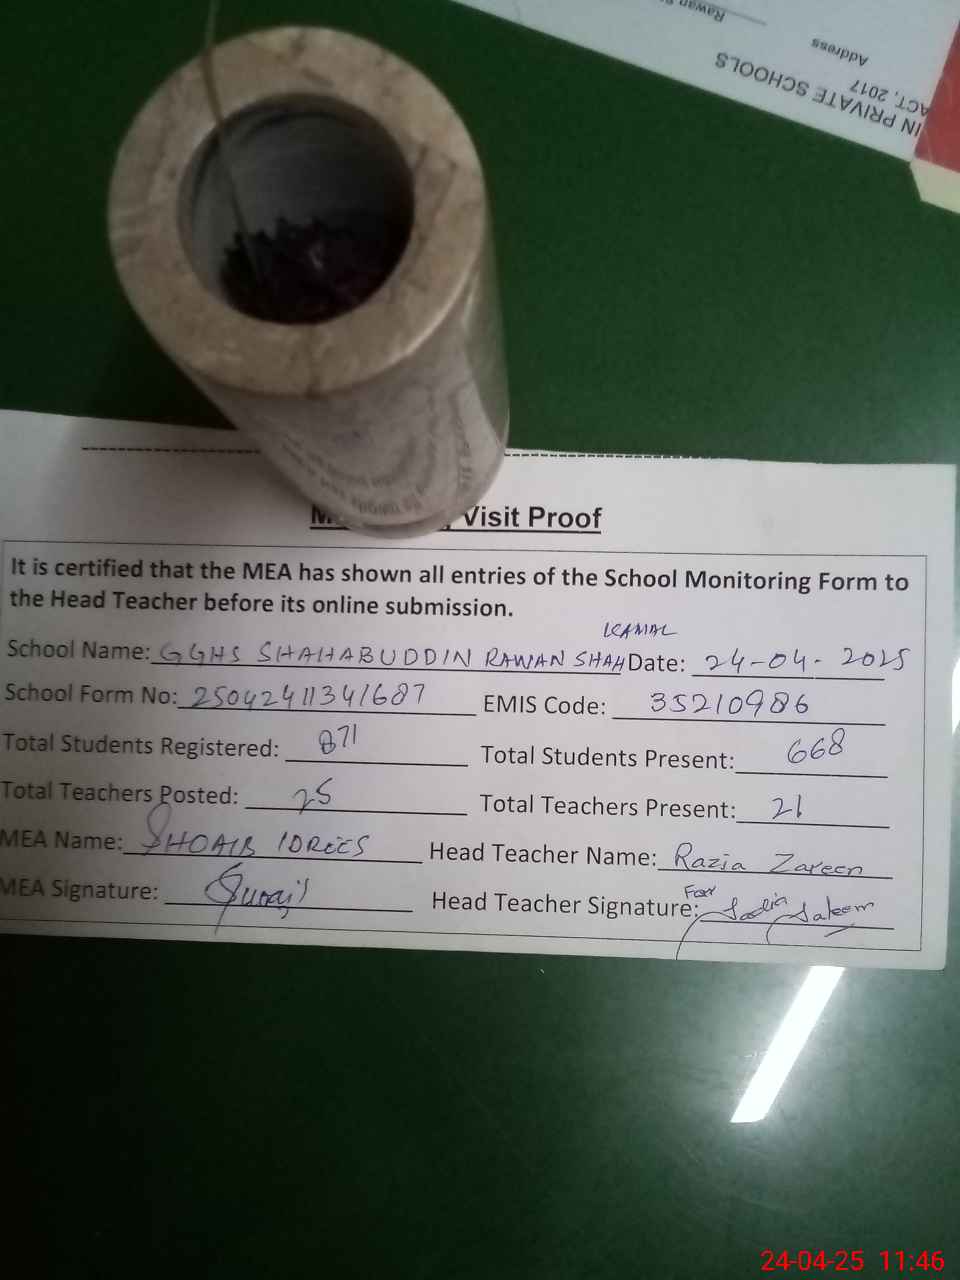 Rawan
Address
IN PRIVATE SCHOOLS
ACT, 2017
Visit Proof
It is certified that the MEA has shown all entries of the School Monitoring Form to
the Head Teacher before its online submission.
KAMAL
School Name: GGHS SHAHABUDDIN RAWAN SHAH Date: 24-04-2025
School Form No: 25042411341687 EMIS Code: 35210986
Total Students Registered: 871 Total Students Present: 668
Total Teachers Posted: 25 Total Teachers Present: 21
MEA Name: SHOAIB IDREES Head Teacher Name: Razia Zareen
MEA Signature: Head Teacher Signature: For Sadia Saleem
24-04-25 11:46